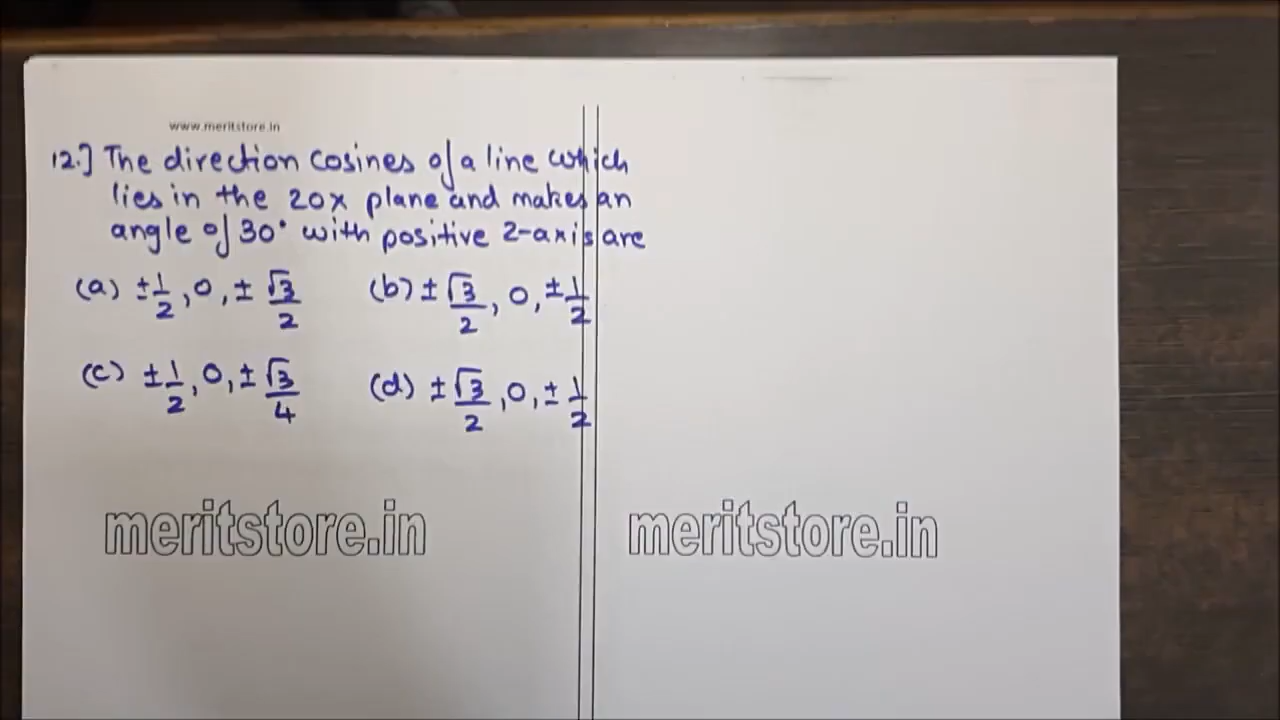 www.meritstore.in
12.] The direction cosines of a line which
lies in the ZOX plane and makes an
angle of 30° with positive Z-axis are
(a) ±1/2, 0, ± √3/2 (b) ± √3/2, 0, ±1/2
(c) ±1/2, 0, ± √3/4 (d) ± √3/2, 0, ± 1/2
meritstore.in meritstore.in